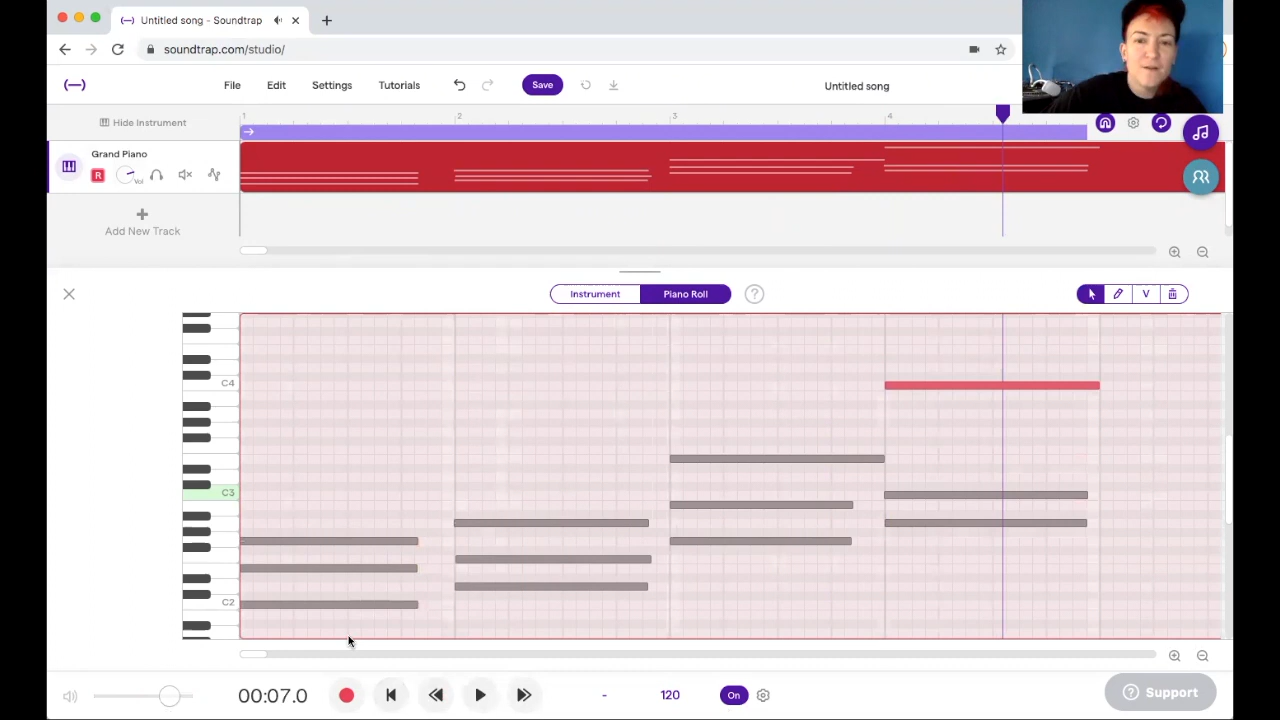 Untitled song - Soundtrap
soundtrap.com/studio/
File Edit Settings Tutorials Save Untitled song
Hide Instrument 1 2 3 4
Grand Piano
R Vol
Add New Track
Instrument Piano Roll ? V
C4
C3
C2
00:07.0 - 120 On ? Support